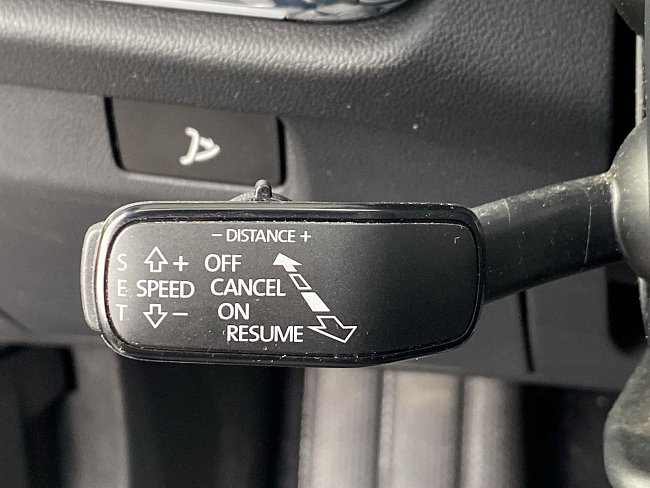 − DISTANCE +
S + OFF
E SPEED CANCEL
T − ON
RESUME